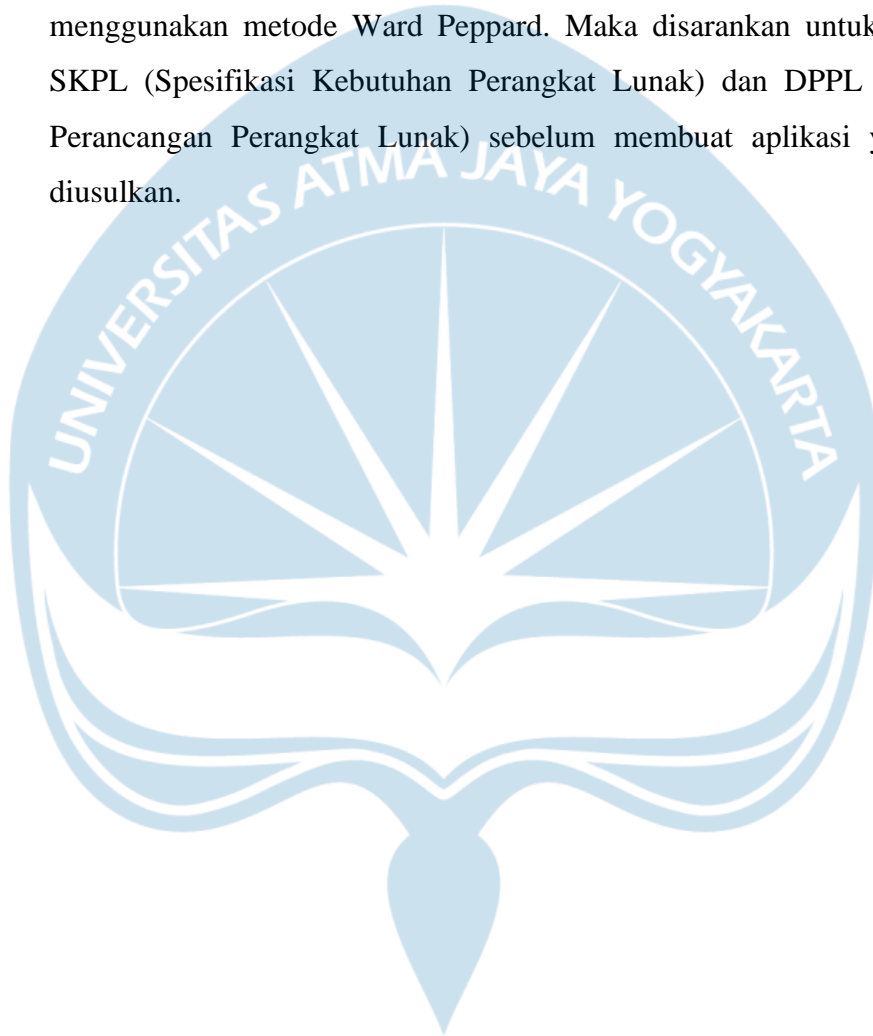 menggunakan metode Ward Peppard. Maka disarankan untuk
SKPL (Spesifikasi Kebutuhan Perangkat Lunak) dan DPPL
Perancangan Perangkat Lunak) sebelum membuat aplikasi y
diusulkan.
UNIVERSITAS ATMA JAYA YOGYAKARTA